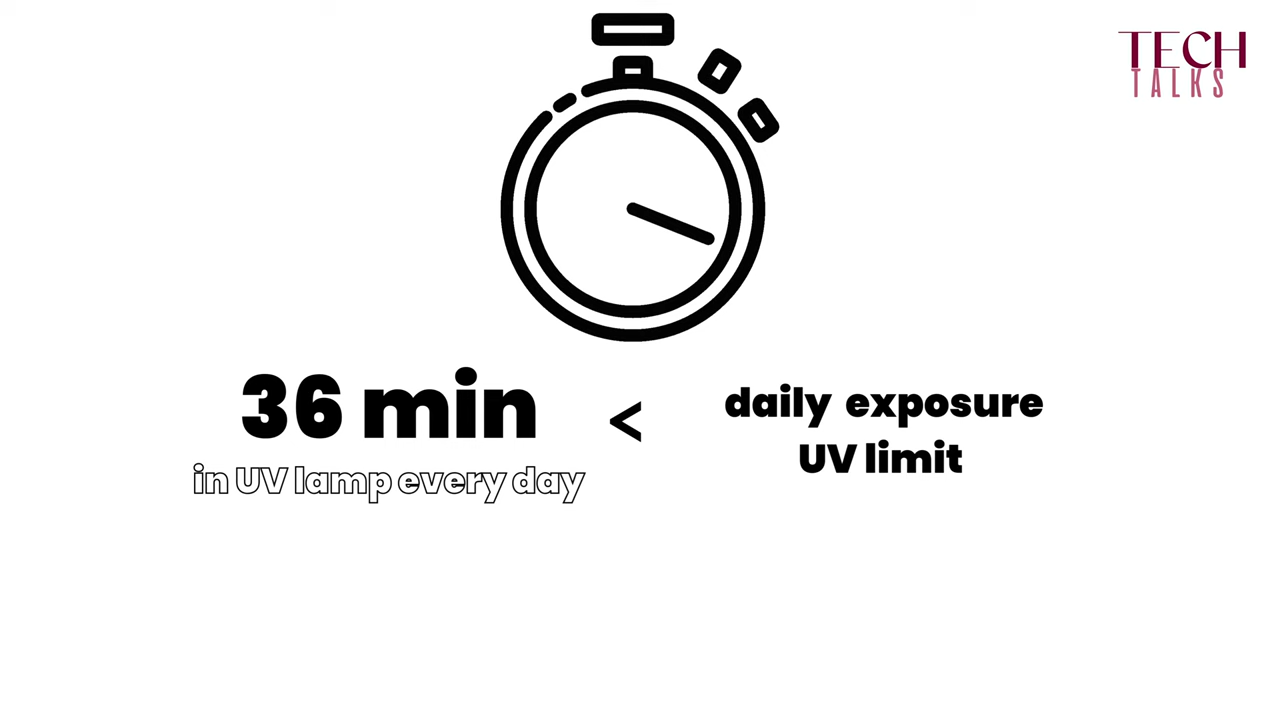 TECH
TALKS
36 min
in UV lamp every day
<
daily exposure
UV limit